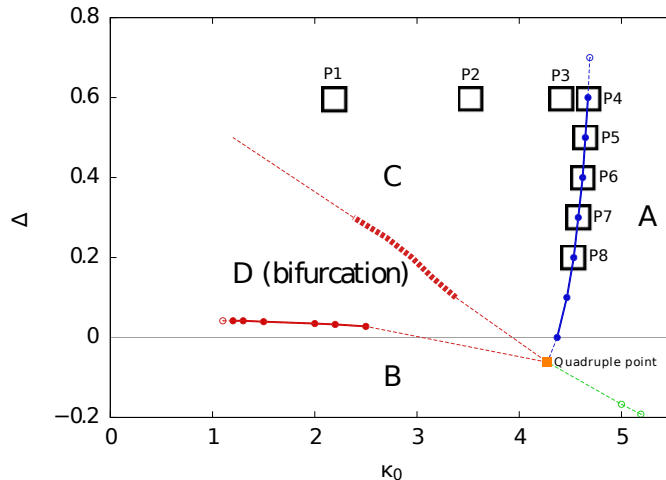 0.8
P1
P2
P3
P4
0.6
P5
P6
0.4
C
A
P7
Δ
P8
0.2
D (bifurcation)
0
Quadruple point
B
−0.2
0
1
2
3
4
5
κ0